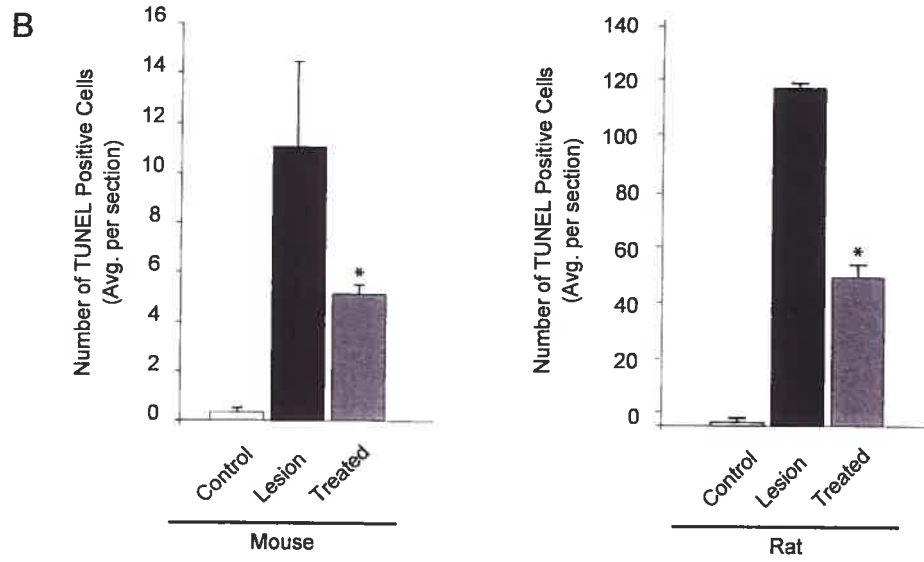 B
Number of TUNEL Positive Cells
(Avg. per section)
16
14
12
10
8
6
4
2
0
*
Control
Lesion
Treated
Mouse
Number of TUNEL Positive Cells
(Avg. per section)
140
120
100
80
60
40
20
0
*
Control
Lesion
Treated
Rat